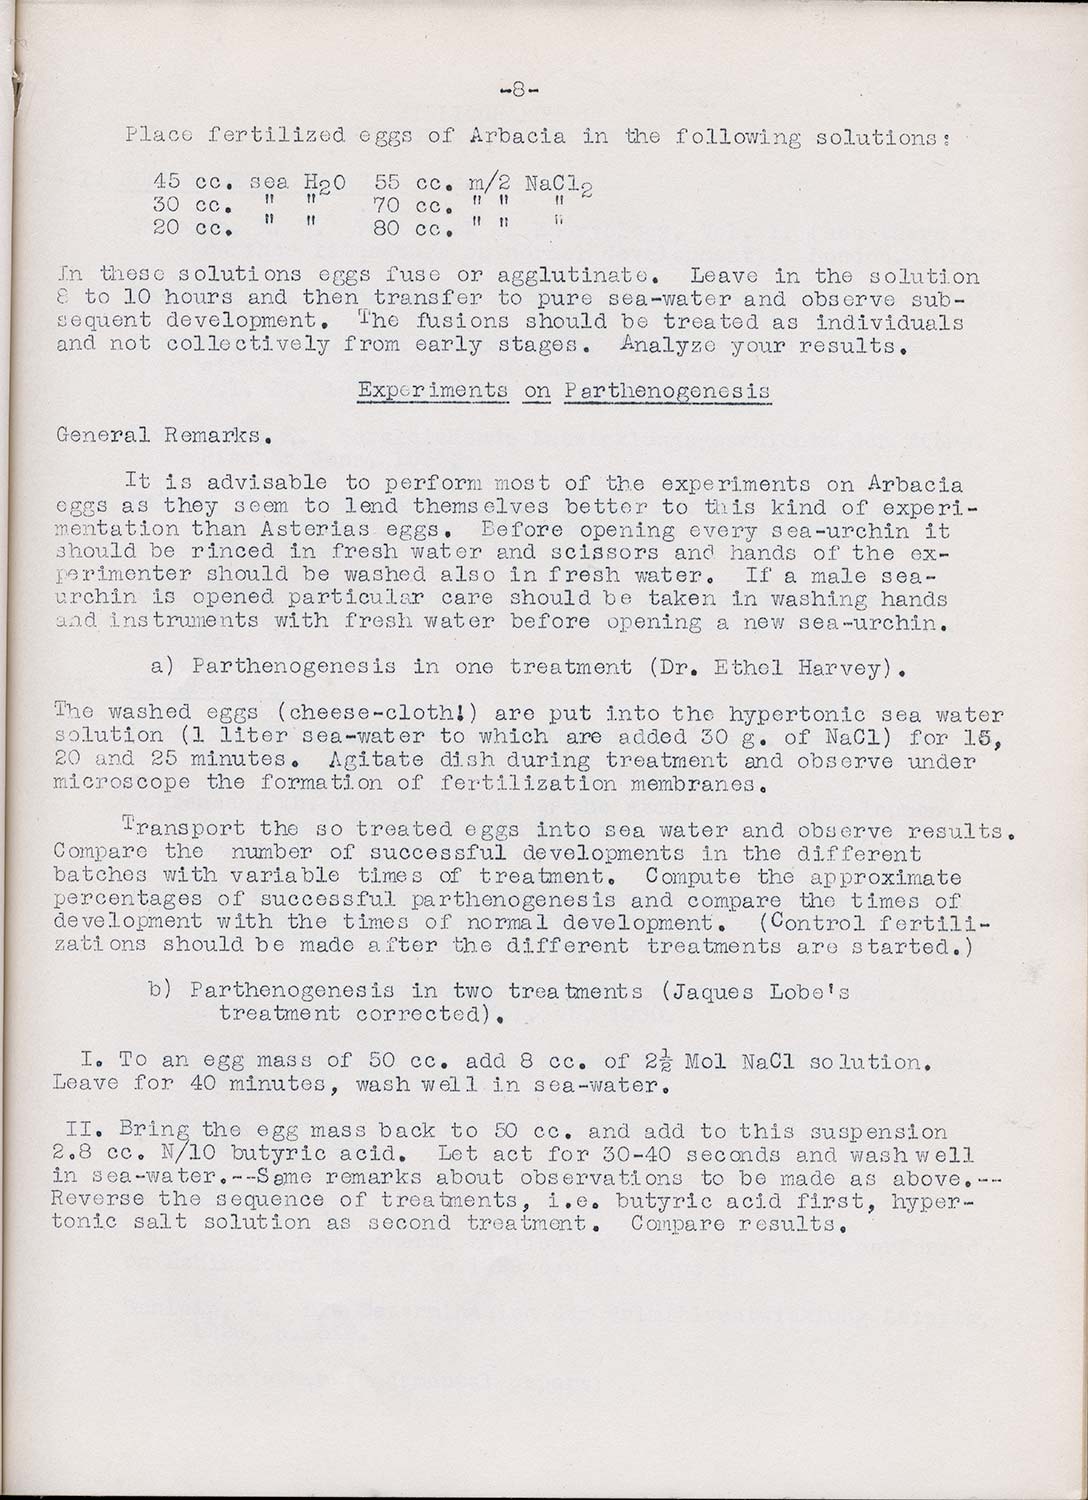 -8-
Place fertilized eggs of Arbacia in the following solutions:
45 cc. sea H2O 55 cc. m/2 NaCl2
30 cc. " " 70 cc. " " "
20 cc. " " 80 cc. " " "
In these solutions eggs fuse or agglutinate. Leave in the solution
8 to 10 hours and then transfer to pure sea-water and observe sub-
sequent development. The fusions should be treated as individuals
and not collectively from early stages. Analyze your results.
Experiments on Parthenogenesis
General Remarks.
It is advisable to perform most of the experiments on Arbacia
eggs as they seem to lend themselves better to this kind of experi-
mentation than Asterias eggs. Before opening every sea-urchin it
should be rinced in fresh water and scissors and hands of the ex-
perimenter should be washed also in fresh water. If a male sea-
urchin is opened particular care should be taken in washing hands
and instruments with fresh water before opening a new sea-urchin.
a) Parthenogenesis in one treatment (Dr. Ethel Harvey).
The washed eggs (cheese-cloth!) are put into the hypertonic sea water
solution (1 liter sea-water to which are added 30 g. of NaCl) for 15,
20 and 25 minutes. Agitate dish during treatment and observe under
microscope the formation of fertilization membranes.
Transport the so treated eggs into sea water and observe results.
Compare the number of successful developments in the different
batches with variable times of treatment. Compute the approximate
percentages of successful parthenogenesis and compare the times of
development with the times of normal development. (Control fertili-
zations should be made after the different treatments are started.)
b) Parthenogenesis in two treatments (Jaques Lobe's
treatment corrected).
I. To an egg mass of 50 cc. add 8 cc. of 2½ Mol NaCl solution.
Leave for 40 minutes, wash well in sea-water.
II. Bring the egg mass back to 50 cc. and add to this suspension
2.8 cc. N/10 butyric acid. Let act for 30-40 seconds and wash well
in sea-water.--Same remarks about observations to be made as above.--
Reverse the sequence of treatments, i.e. butyric acid first, hyper-
tonic salt solution as second treatment. Compare results.